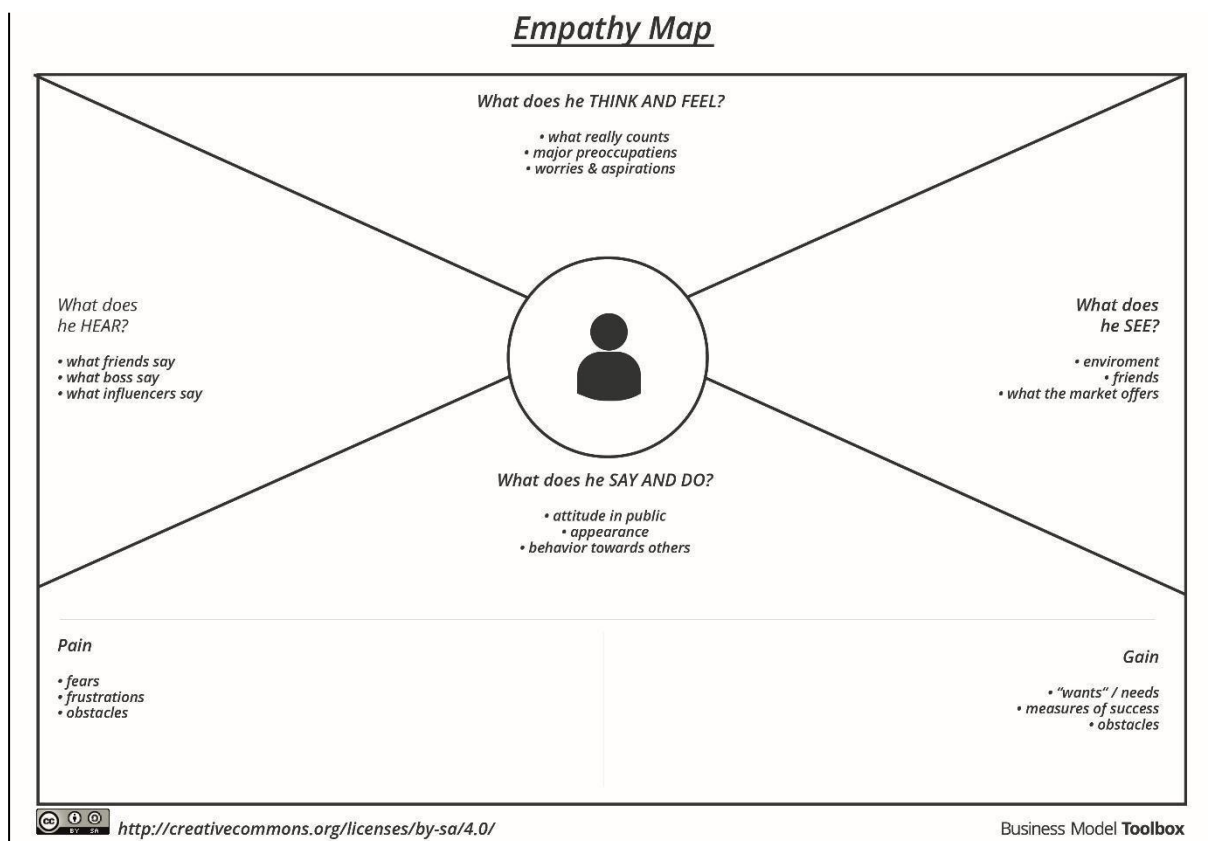 Empathy Map
What does he THINK AND FEEL?
• what really counts
• major preoccupatiens
• worries & aspirations
What does
he HEAR?
• what friends say
• what boss say
• what influencers say
What does
he SEE?
• enviroment
• friends
• what the market offers
What does he SAY AND DO?
• attitude in public
• appearance
• behavior towards others
Pain
• fears
• frustrations
• obstacles
Gain
• “wants“ / needs
• measures of success
• obstacles
cc BY SA
http://creativecommons.org/licenses/by-sa/4.0/
Business Model Toolbox